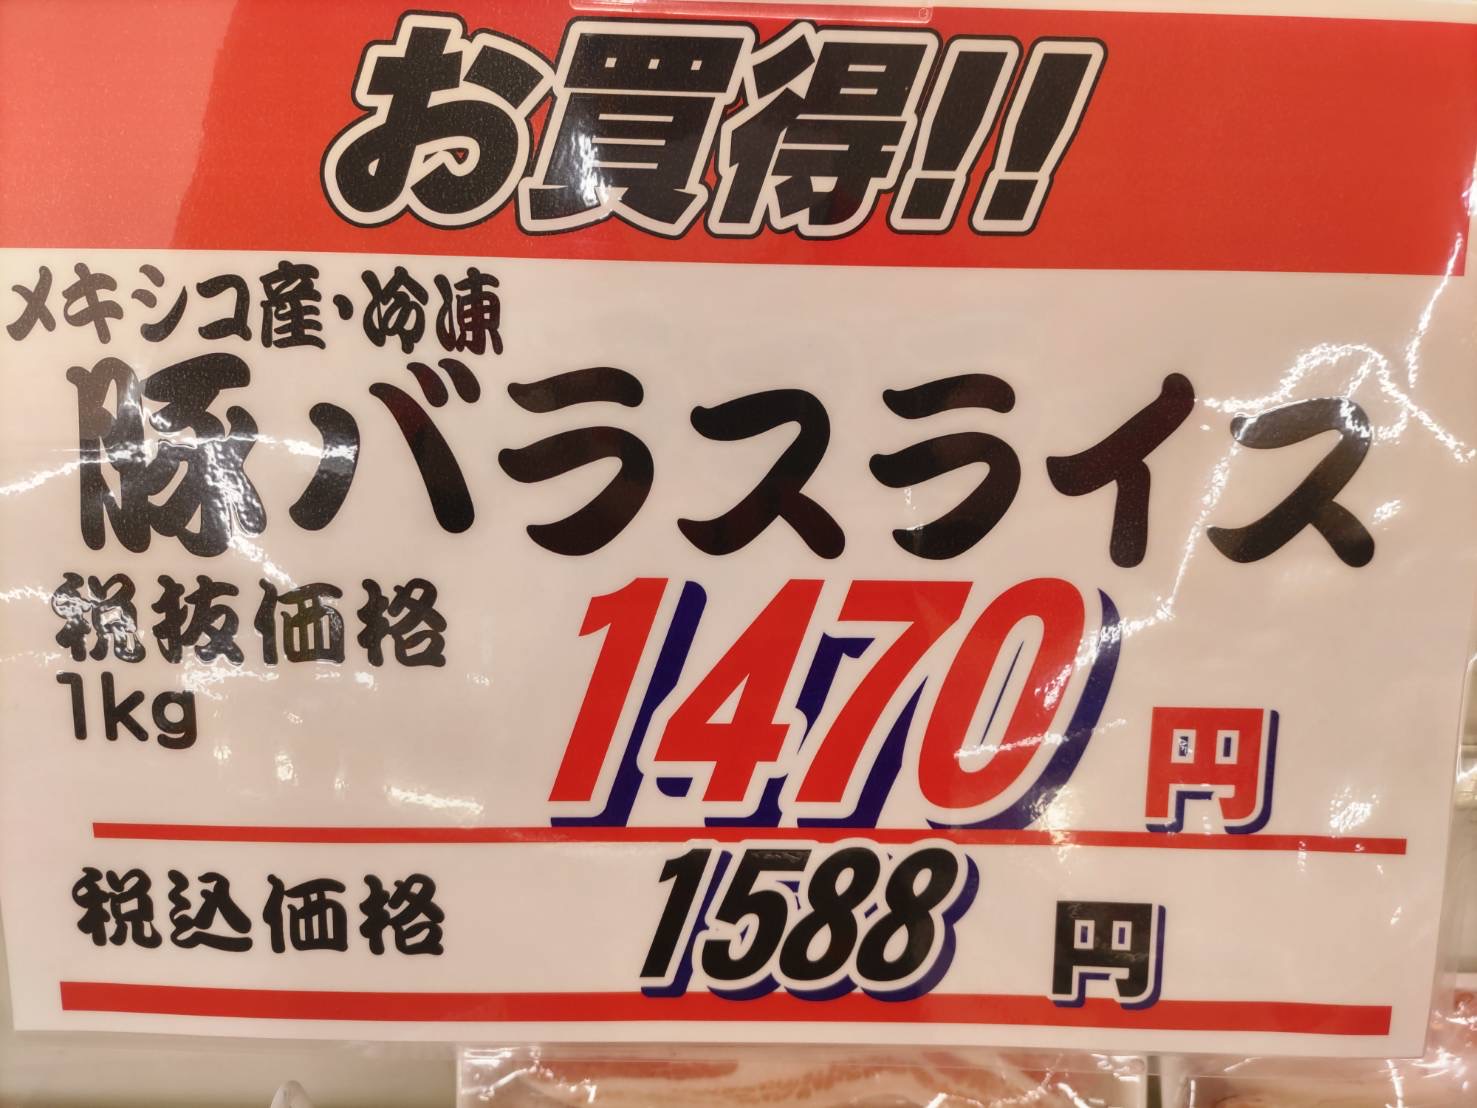 お買得!!
メキシコ産・冷凍
豚バラスライス
税抜価格
1kg
1470円
税込価格 1588円